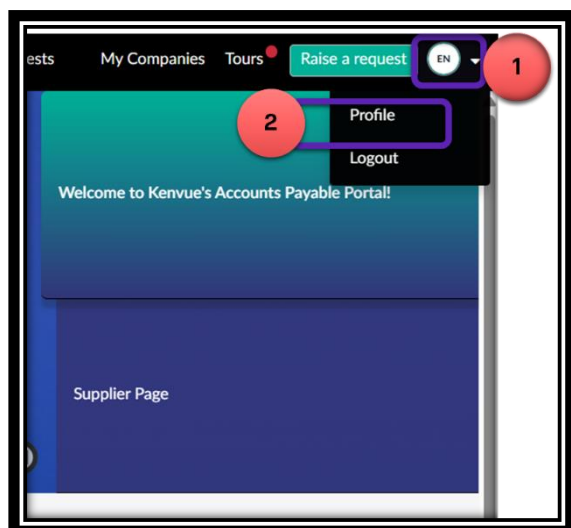 ests My Companies Tours Raise a request EN 1
2 Profile
Logout
Welcome to Kenvue's Accounts Payable Portal!
Supplier Page